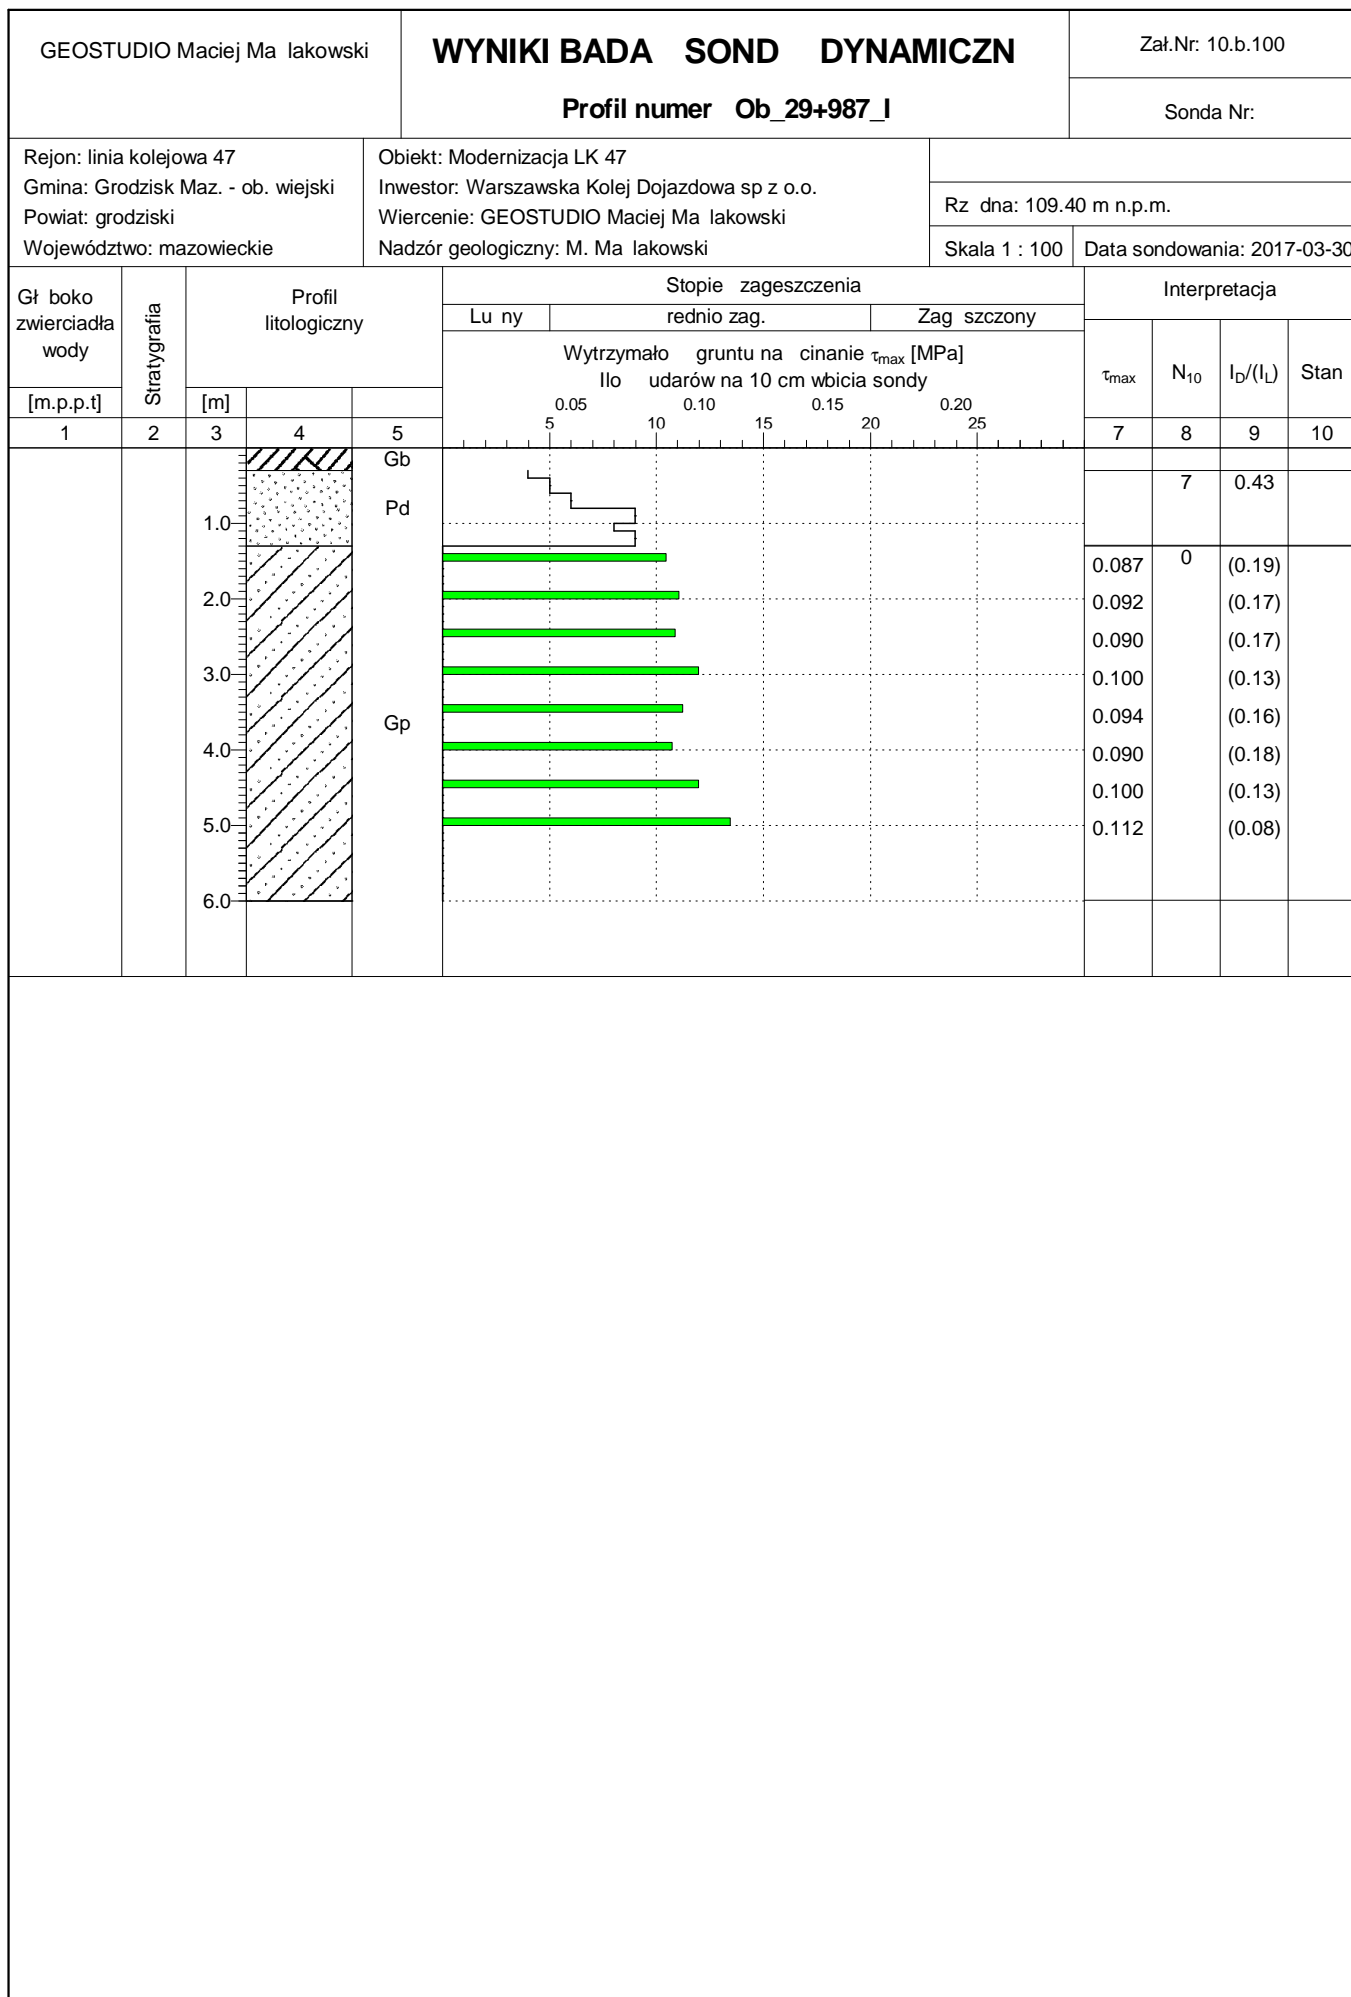 GEOSTUDIO Maciej Ma lakowski
WYNIKI BADA SOND DYNAMICZN
Profil numer Ob_29+987_I
Zał.Nr: 10.b.100
Sonda Nr:
Rejon: linia kolejowa 47
Gmina: Grodzisk Maz. - ob. wiejski
Powiat: grodziski
Województwo: mazowieckie
Obiekt: Modernizacja LK 47
Inwestor: Warszawska Kolej Dojazdowa sp z o.o.
Wiercenie: GEOSTUDIO Maciej Ma lakowski
Nadzór geologiczny: M. Ma lakowski
Rz dna: 109.40 m n.p.m.
Skala 1 : 100
Data sondowania: 2017-03-30
Gł boko
zwierciadła
wody
[m.p.p.t]
Stratygrafia
Profil
litologiczny
[m]
Stopie zageszczenia
Lu ny
rednio zag.
Zag szczony
Wytrzymało gruntu na cinanie τmax [MPa]
Ilo udarów na 10 cm wbicia sondy
0.05 0.10 0.15 0.20
5 10 15 20 25
Interpretacja
τmax
N10
ID/(IL)
Stan
1 2 3 4 5 7 8 9 10
Gb
7 0.43
Pd
1.0
0
0.087 (0.19)
2.0 0.092 (0.17)
0.090 (0.17)
3.0 0.100 (0.13)
Gp 0.094 (0.16)
4.0 0.090 (0.18)
0.100 (0.13)
5.0 0.112 (0.08)
6.0